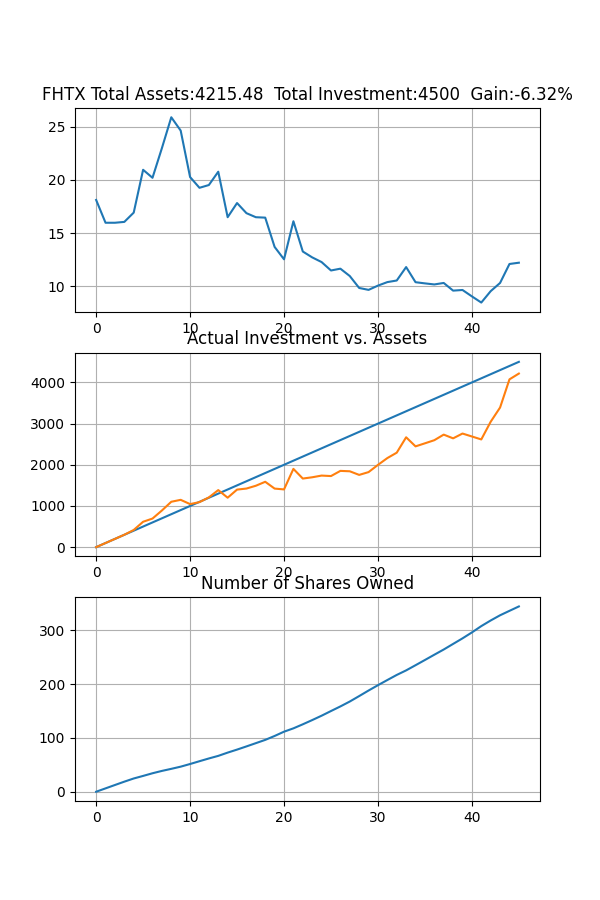 FHTX Total Assets:4215.48  Total Investment:4500  Gain:-6.32%
25
20
15
10
0 10 20 30 40
Actual Investment vs. Assets
4000
3000
2000
1000
0
0 10 20 30 40
Number of Shares Owned
300
200
100
0
0 10 20 30 40